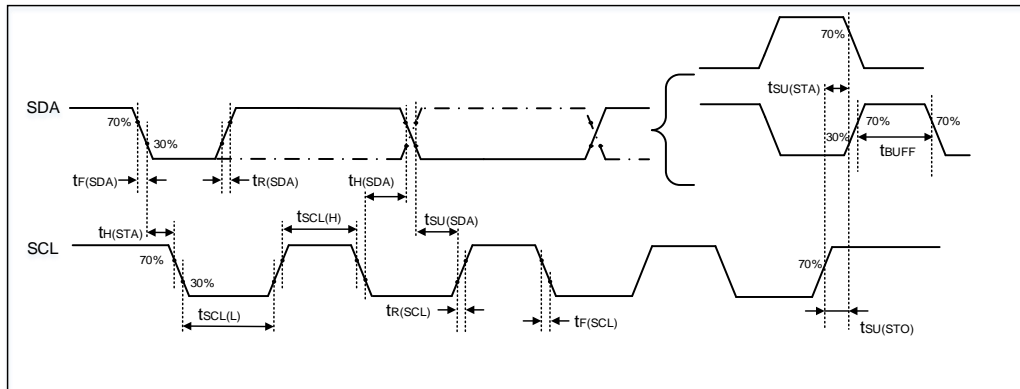 70%
tSU(STA)
SDA
70%
30%
30%
70%
70%
tBUFF
tF(SDA)
tR(SDA)
tH(SDA)
tH(STA)
tSCL(H)
tSU(SDA)
SCL
70%
30%
70%
tSCL(L)
tR(SCL)
tF(SCL)
tSU(STO)